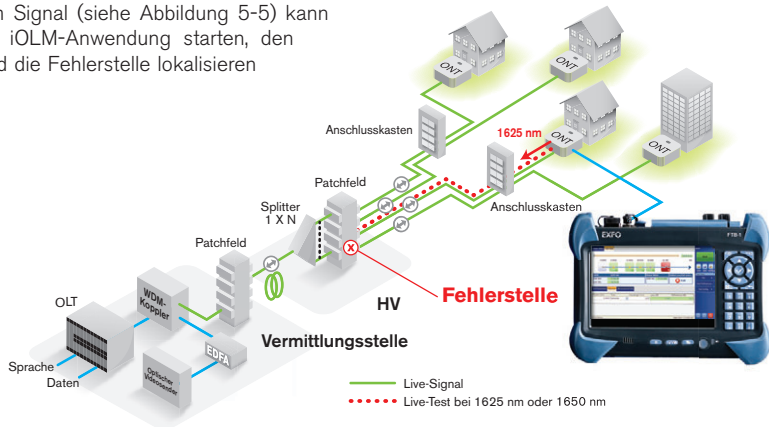 n Signal (siehe Abbildung 5-5) kann
iOLM-Anwendung starten, den
d die Fehlerstelle lokalisieren
ONT
ONT
Anschlusskasten
1625 nm
ONT
ONT
Patchfeld
Anschlusskasten
Splitter
1 X N
Patchfeld
EXFO
FTB-1
X
Fehlerstelle
HV
OLT
WDM-
Koppler
Vermittlungsstelle
EDFA
Sprache
Daten
Optischer
Videosender
Live-Signal
Live-Test bei 1625 nm oder 1650 nm